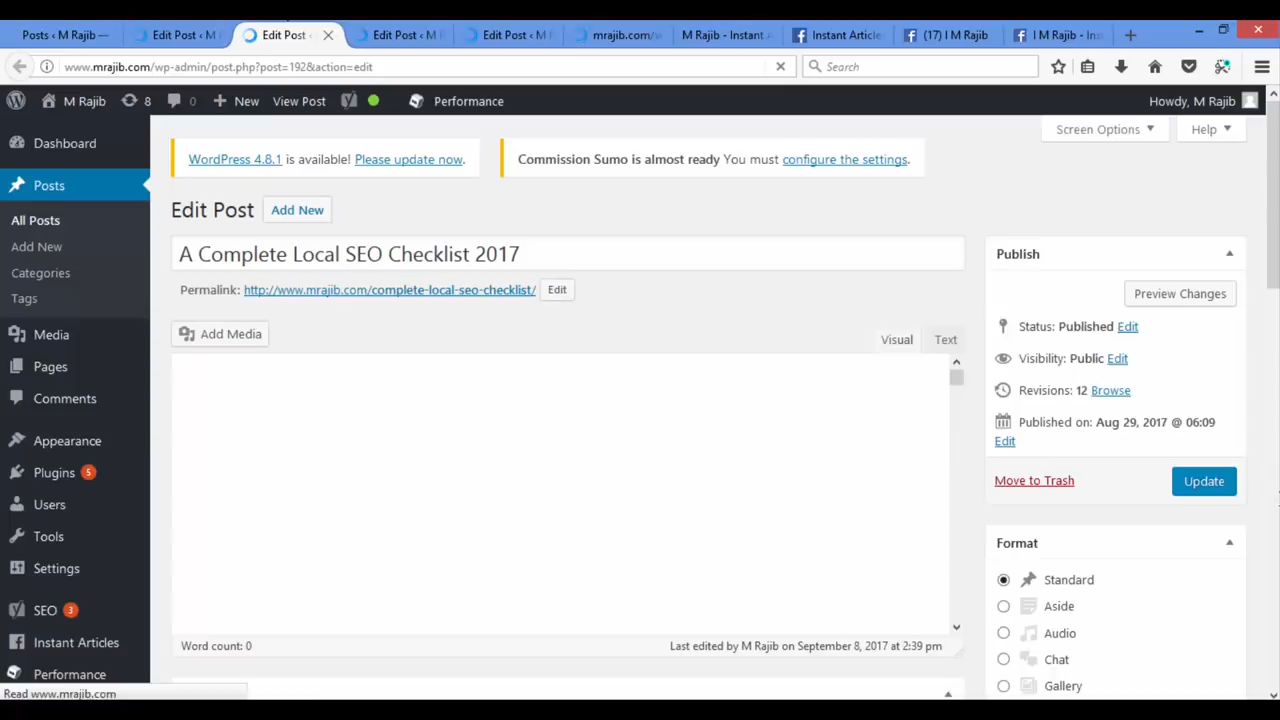 Posts ‹ M Rajib —
Edit Post ‹ M
Edit Post ‹
Edit Post ‹ M R
Edit Post ‹ M
mrajib.com/w
M Rajib - Instant A
Instant Article
(17) I M Rajib
I M Rajib - Ins
www.mrajib.com/wp-admin/post.php?post=192&action=edit
Search
M Rajib
8
0
New
View Post
Performance
Howdy, M Rajib
Screen Options
Help
Dashboard
Posts
All Posts
Add New
Categories
Tags
Media
Pages
Comments
Appearance
Plugins 5
Users
Tools
Settings
SEO 3
Instant Articles
Performance
Read www.mrajib.com
WordPress 4.8.1 is available! Please update now.
Commission Sumo is almost ready You must configure the settings.
Edit Post Add New
A Complete Local SEO Checklist 2017
Permalink: http://www.mrajib.com/complete-local-seo-checklist/ Edit
Add Media
Visual
Text
Word count: 0
Last edited by M Rajib on September 8, 2017 at 2:39 pm
Publish
Preview Changes
Status: Published Edit
Visibility: Public Edit
Revisions: 12 Browse
Published on: Aug 29, 2017 @ 06:09
Edit
Move to Trash
Update
Format
Standard
Aside
Audio
Chat
Gallery